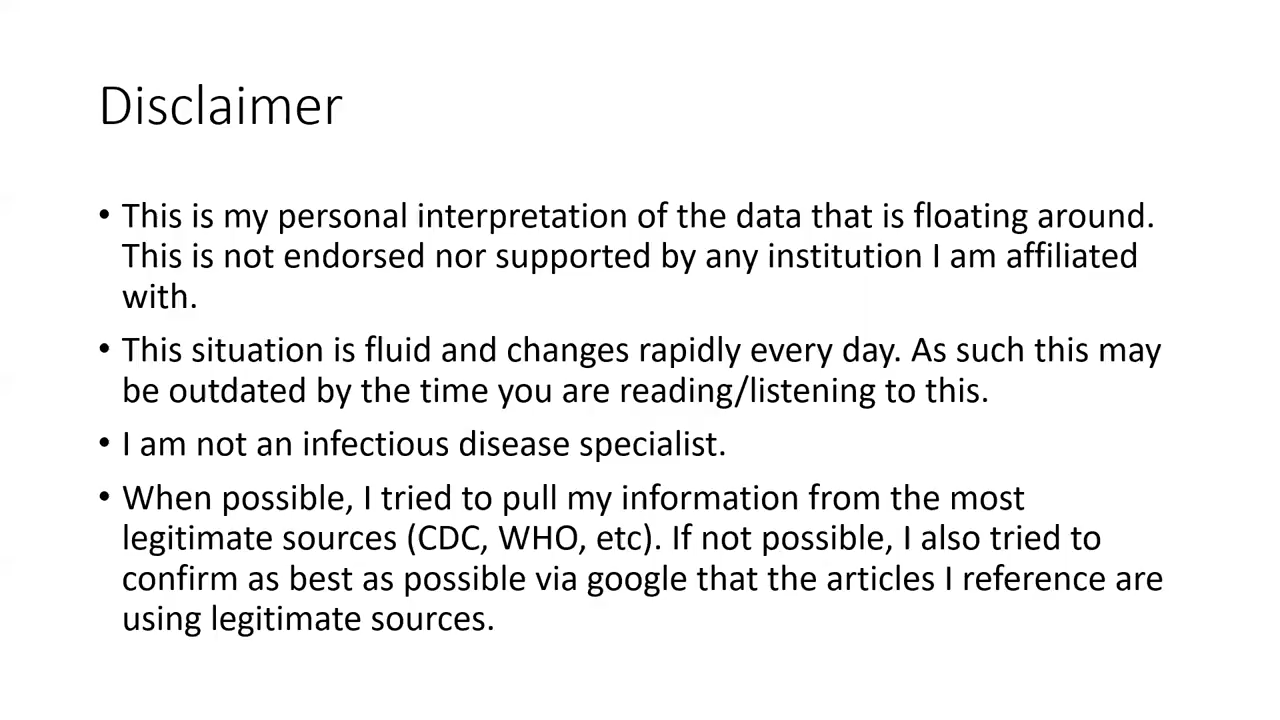 Disclaimer
• This is my personal interpretation of the data that is floating around.
This is not endorsed nor supported by any institution I am affiliated
with.
• This situation is fluid and changes rapidly every day. As such this may
be outdated by the time you are reading/listening to this.
• I am not an infectious disease specialist.
• When possible, I tried to pull my information from the most
legitimate sources (CDC, WHO, etc). If not possible, I also tried to
confirm as best as possible via google that the articles I reference are
using legitimate sources.